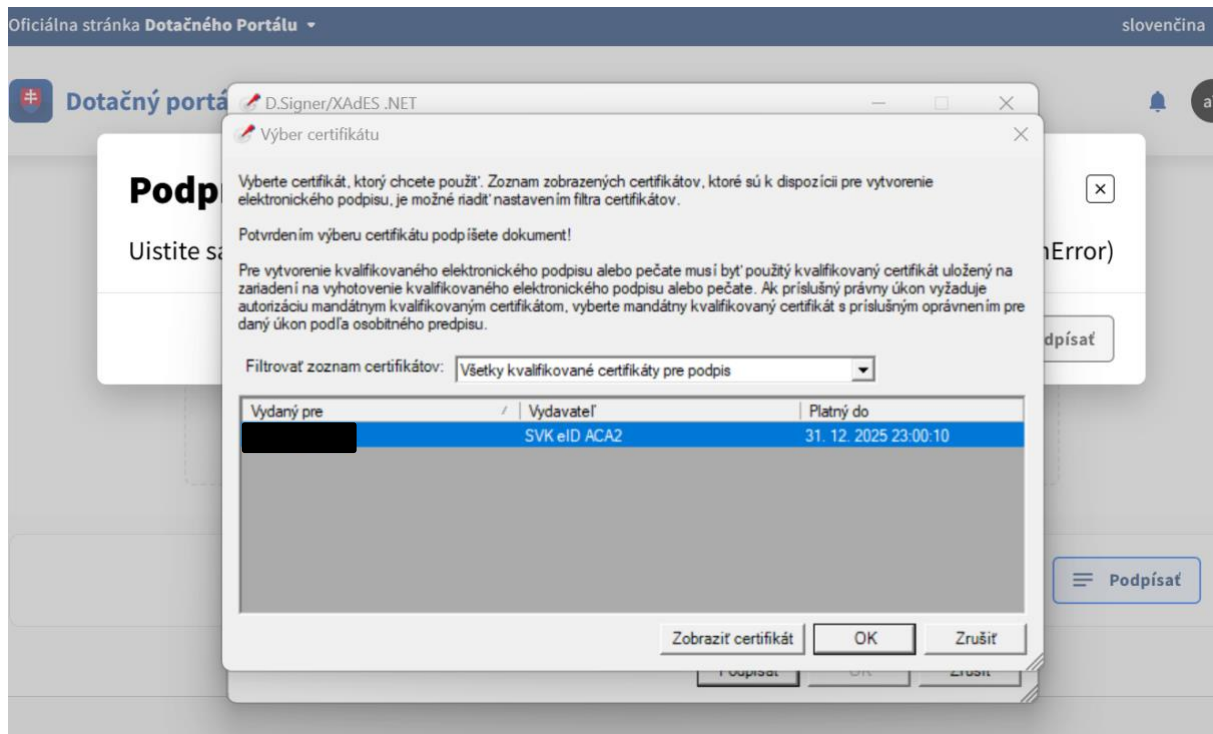 Oficiálna stránka Dotačného Portálu
slovenčina
Dotačný portá
D.Signer/XAdES .NET
Výber certifikátu
Podp
Uistite sa
nError)
dpísať
Vyberte certifikát, ktorý chcete použiť. Zoznam zobrazených certifikátov, ktoré sú k dispozícii pre vytvorenie
elektronického podpisu, je možné riadiť nastavením filtra certifikátov.
Potvrdením výberu certifikátu podpíšete dokument!
Pre vytvorenie kvalifikovaného elektronického podpisu alebo pečate musí byť použitý kvalifikovaný certifikát uložený na
zariadení na vyhotovenie kvalifikovaného elektronického podpisu alebo pečate. Ak príslušný právny úkon vyžaduje
autorizáciu mandátnym kvalifikovaným certifikátom, vyberte mandátny kvalifikovaný certifikát s príslušným oprávnením pre
daný úkon podľa osobitného predpisu.
Filtrovať zoznam certifikátov: Všetky kvalifikované certifikáty pre podpis
Vydaný pre / Vydavateľ Platný do
SVK eID ACA2 31. 12. 2025 23:00:10
Podpísať
Zobraziť certifikát OK Zrušiť
Podpísať OK Zrušiť